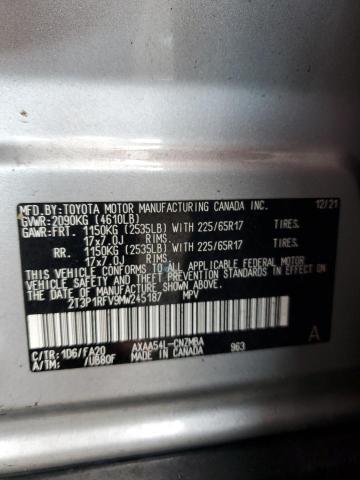 MFD.BY:TOYOTA MOTOR MANUFACTURING CANADA INC. 12/21
GVWR:2090KG (4610LB)
GAWR:FRT. 1150KG (2535LB) WITH 225/65R17 TIRES.
17x7.0J RIMS.
RR. 1150KG (2535LB) WITH 225/65R17 TIRES.
17x7.0J RIMS.
THIS VEHICLE CONFORMS TO ALL APPLICABLE FEDERAL MOTOR
VEHICLE SAFETY AND THEFT PREVENTION STANDARDS IN EFFECT
ON THE DATE OF MANUFACTURE SHOWN ABOVE.
2T3P1RFV9MW245187 MPV
C/TR:1D6/FA20 AXAA54L-CNZMBA 963 A
A/TM: /UB80F MADE IN CANADA